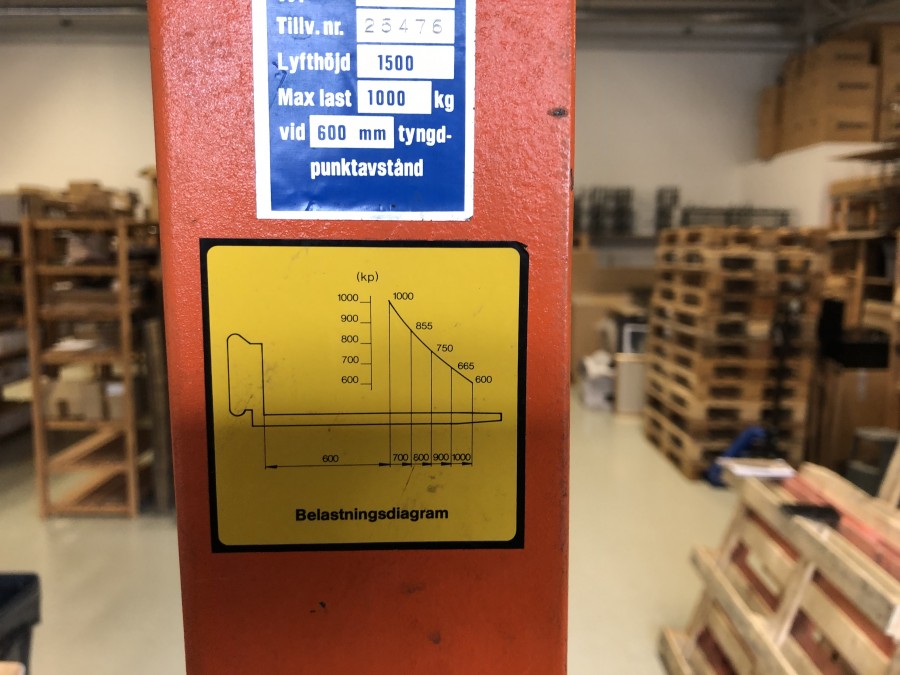 Tillv. nr. 25476
Lyfthöjd 1500
Max last 1000 kg
vid 600 mm tyngd-
punktavstånd
(kp)
1000
900
800
700
600
1000
855
750
665
600
600 700 600 900 1000
Belastningsdiagram